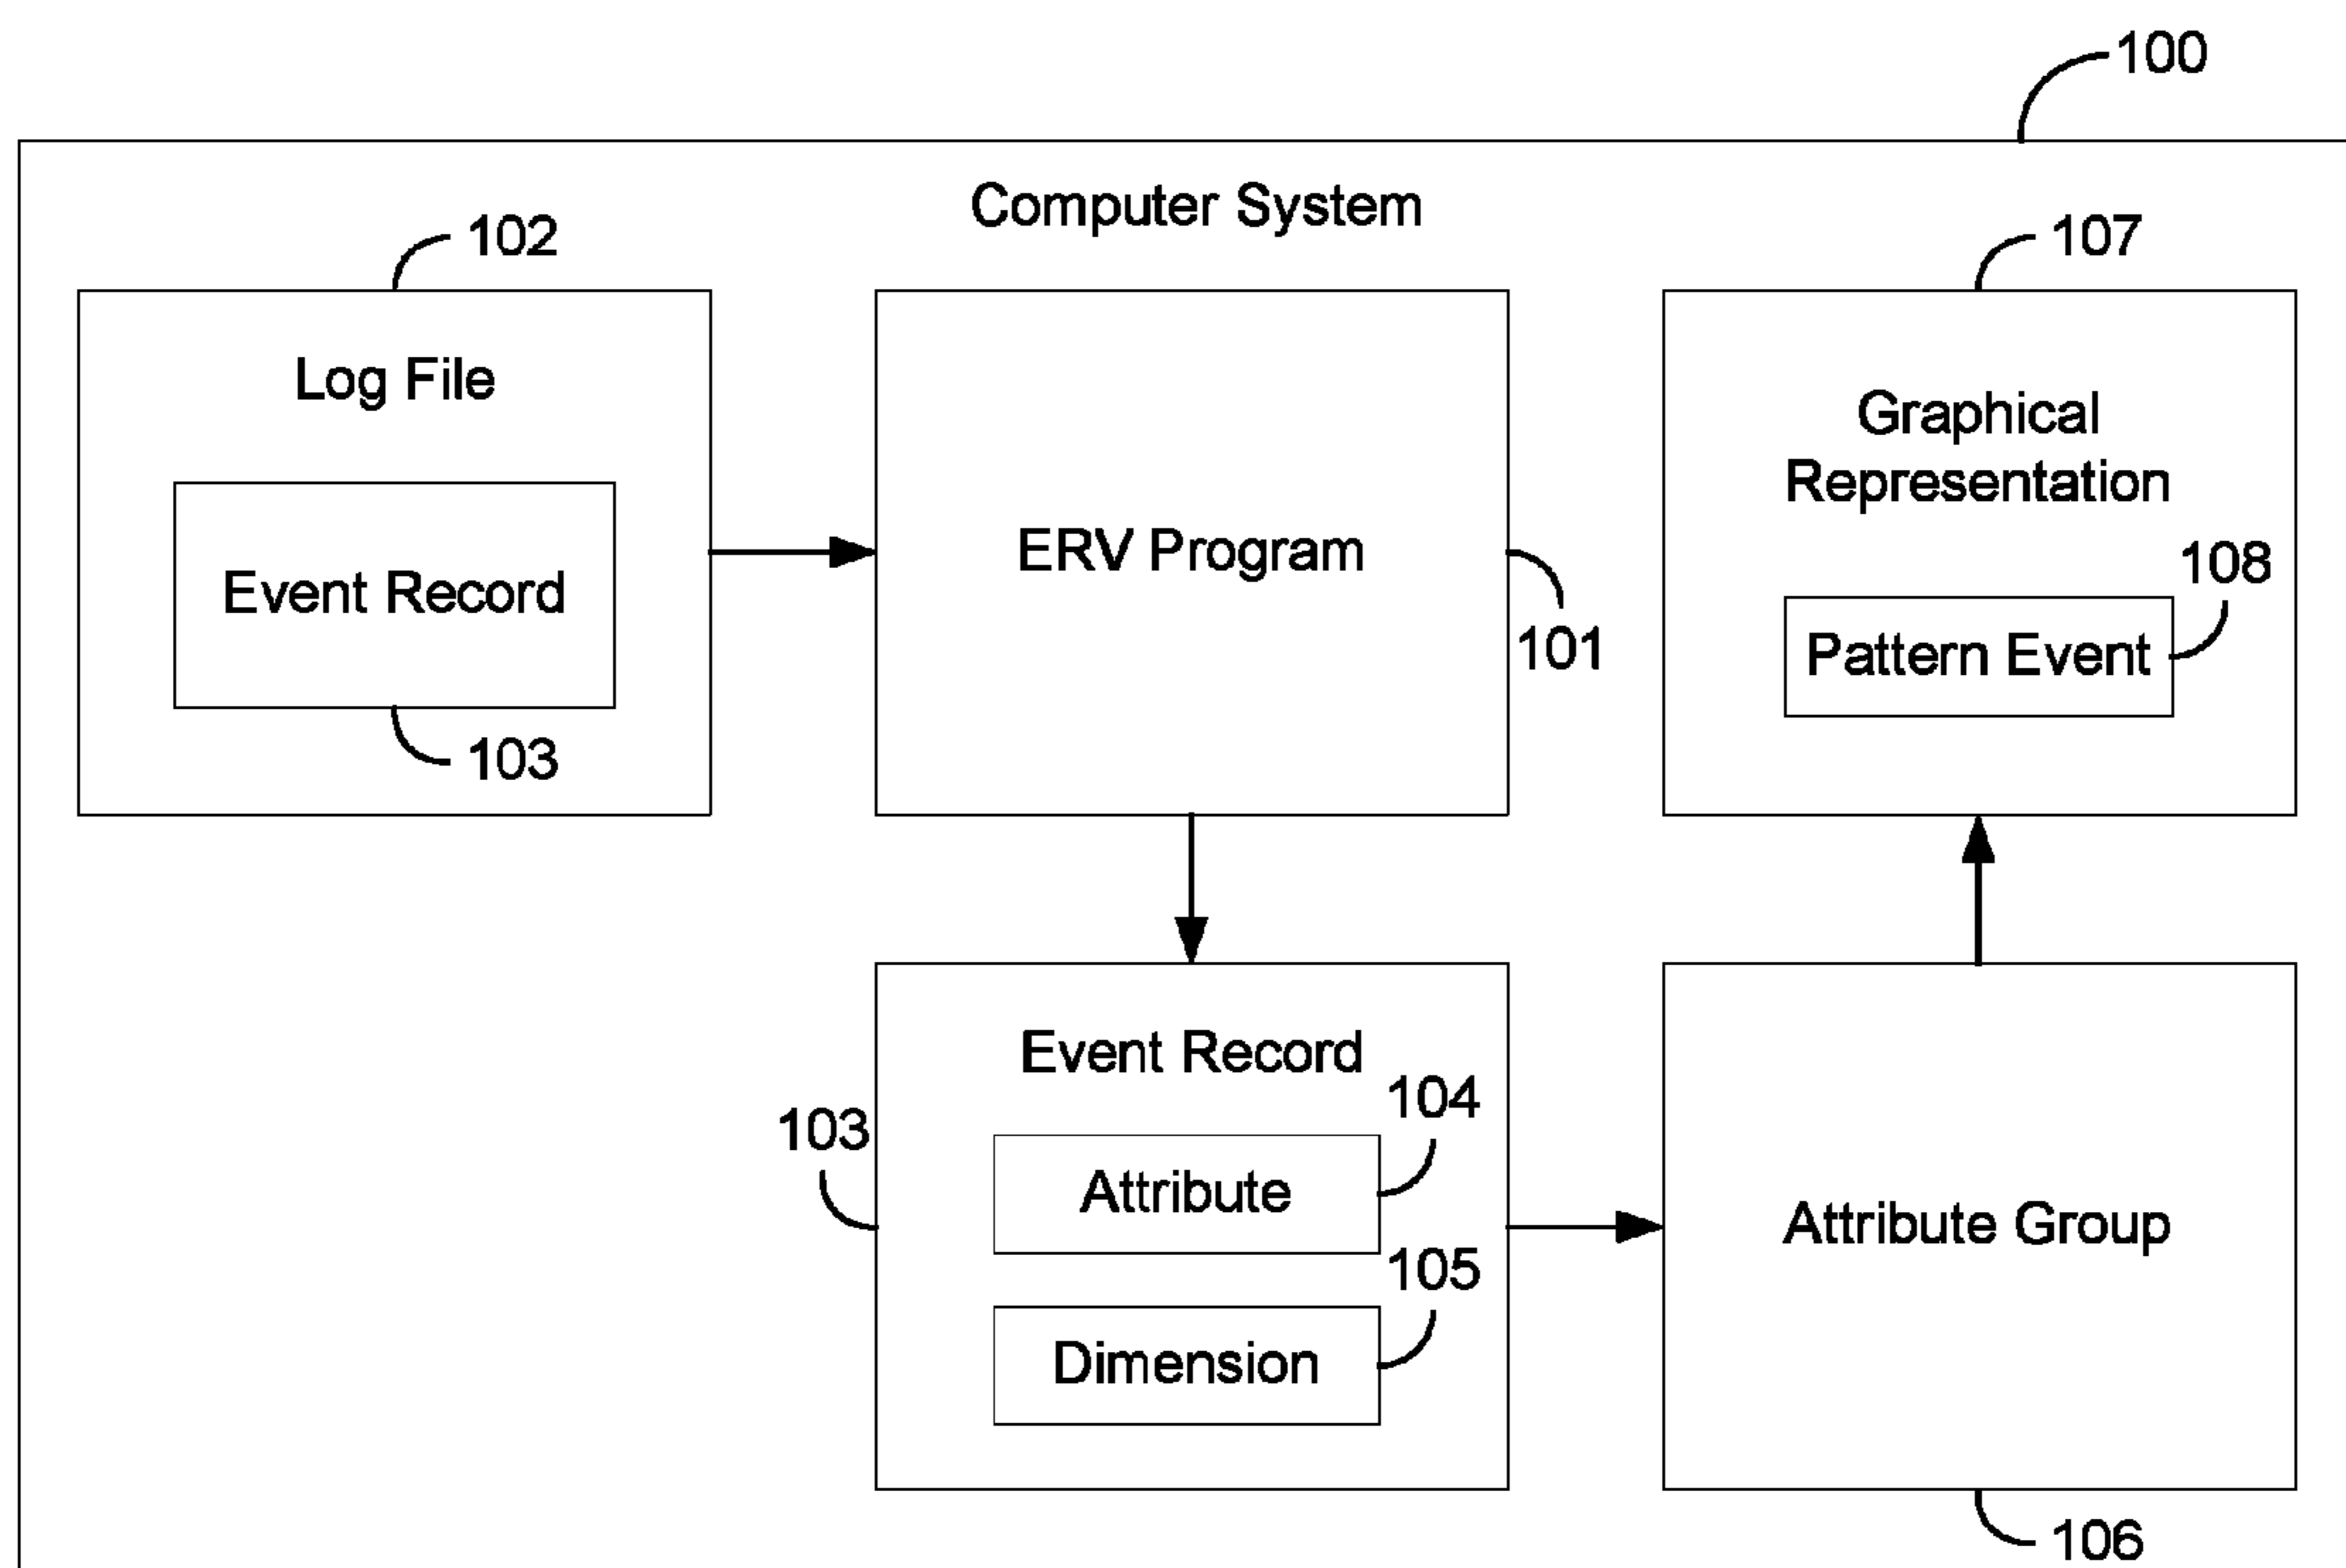 100
Computer System
102
107
Log File
Graphical
Representation
Event Record
ERV Program
108
Pattern Event
101
103
Event Record
104
103
Attribute
Attribute Group
105
Dimension
106